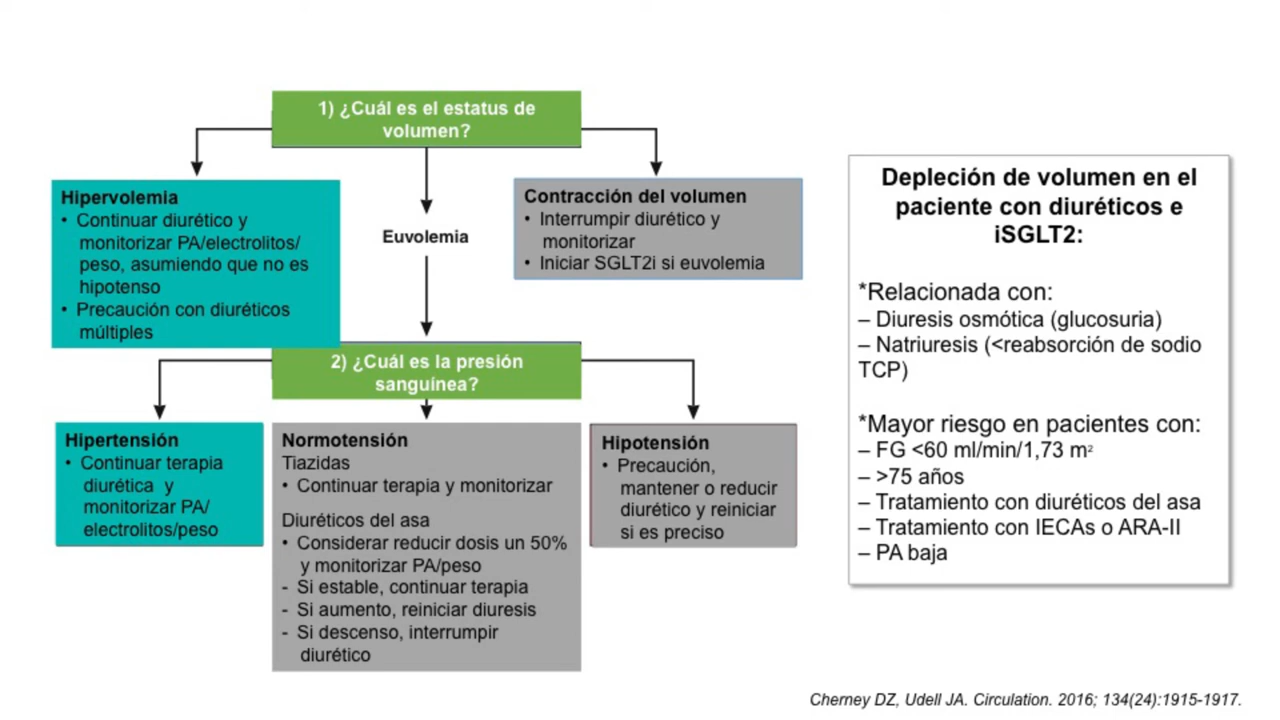 1) ¿Cuál es el estatus de
volumen?
Hipervolemia
• Continuar diurético y
monitorizar PA/electrolitos/
peso, asumiendo que no es
hipotenso
• Precaución con diuréticos
múltiples
Euvolemia
Contracción del volumen
• Interrumpir diurético y
monitorizar
• Iniciar SGLT2i si euvolemia
2) ¿Cuál es la presión
sanguínea?
Hipertensión
• Continuar terapia
diurética y
monitorizar PA/
electrolitos/peso
Normotensión
Tiazidas
• Continuar terapia y monitorizar
Diuréticos del asa
• Considerar reducir dosis un 50%
y monitorizar PA/peso
- Si estable, continuar terapia
- Si aumento, reiniciar diuresis
- Si descenso, interrumpir
diurético
Hipotensión
• Precaución,
mantener o reducir
diurético y reiniciar
si es preciso
Depleción de volumen en el
paciente con diuréticos e
iSGLT2:
*Relacionada con:
– Diuresis osmótica (glucosuria)
– Natriuresis (<reabsorción de sodio
TCP)
*Mayor riesgo en pacientes con:
– FG <60 ml/min/1,73 m²
– >75 años
– Tratamiento con diuréticos del asa
– Tratamiento con IECAs o ARA-II
– PA baja
Cherney DZ, Udell JA. Circulation. 2016; 134(24):1915-1917.